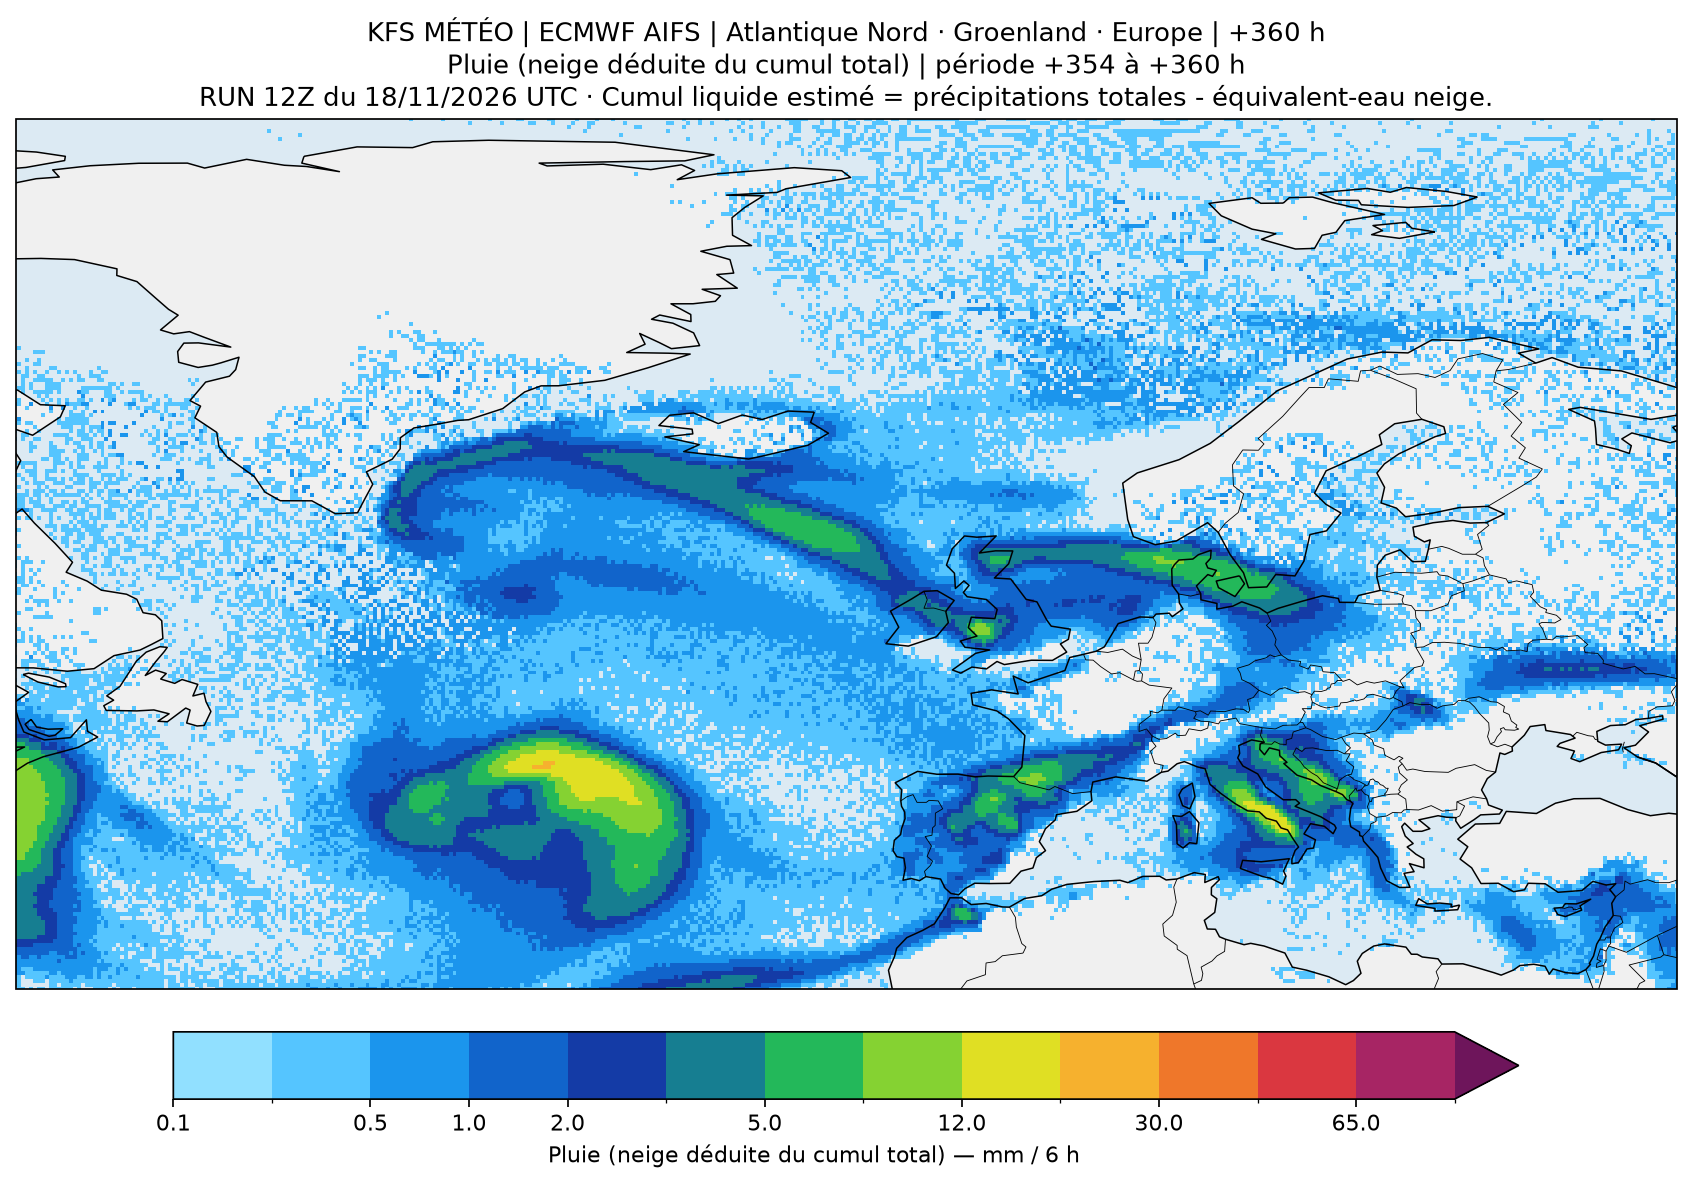 KFS MÉTÉO | ECMWF AIFS | Atlantique Nord · Groenland · Europe | +360 h
Pluie (neige déduite du cumul total) | période +354 à +360 h
RUN 12Z du 18/11/2026 UTC · Cumul liquide estimé = précipitations totales - équivalent-eau neige.
0.1 0.5 1.0 2.0 5.0 12.0 30.0 65.0
Pluie (neige déduite du cumul total) — mm / 6 h